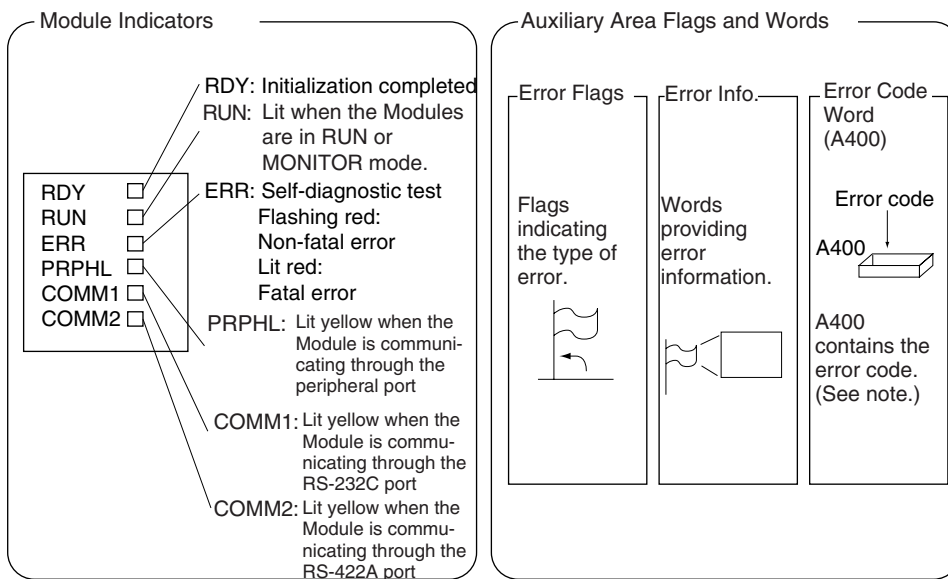 Module Indicators
RDY: Initialization completed
RUN: Lit when the Modules
are in RUN or
MONITOR mode.
RDY
RUN
ERR
PRPHL
COMM1
COMM2
ERR: Self-diagnostic test
Flashing red:
Non-fatal error
Lit red:
Fatal error
PRPHL: Lit yellow when the
Module is communi-
cating through the
peripheral port
COMM1: Lit yellow when the
Module is commu-
nicating through the
RS-232C port
COMM2: Lit yellow when the
Module is commu-
nicating through the
RS-422A port
Auxiliary Area Flags and Words
Error Flags
Flags
indicating
the type of
error.
Error Info.
Words
providing
error
information.
Error Code
Word
(A400)
Error code
A400
A400
contains the
error code.
(See note.)